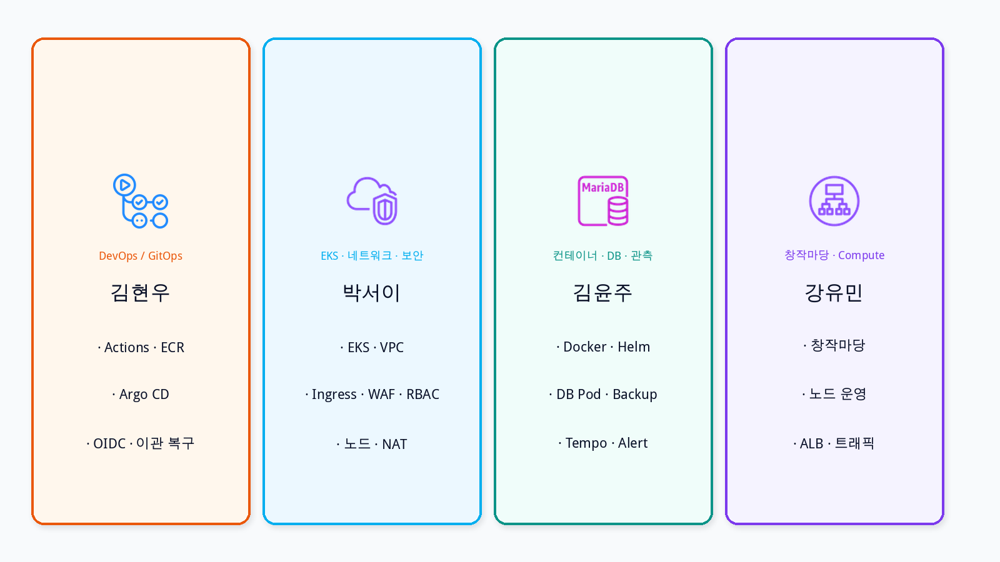 DevOps / GitOps
김현우
· Actions · ECR
· Argo CD
· OIDC · 이관 복구
EKS · 네트워크 · 보안
박서이
· EKS · VPC
· Ingress · WAF · RBAC
· 노드 · NAT
MariaDB
컨테이너 · DB · 관측
김윤주
· Docker · Helm
· DB Pod · Backup
· Tempo · Alert
창작마당 · Compute
강유민
· 창작마당
· 노드 운영
· ALB · 트래픽